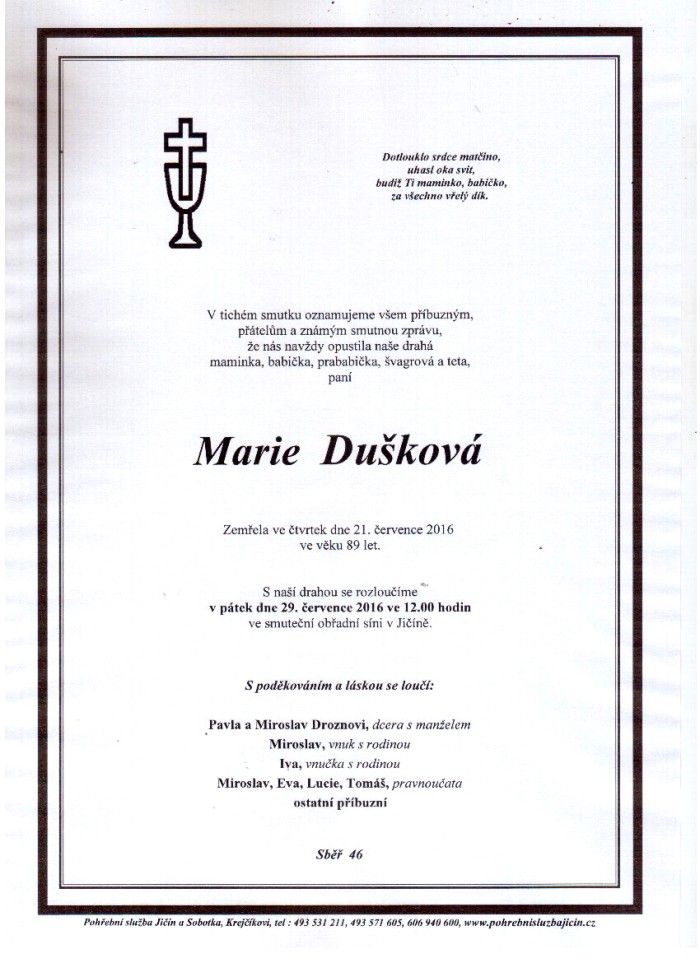 Dotlouklo srdce matčino,
uhasl oka svit,
budiž Ti maminko, babičko,
za všechno vřelý dík.
V tichém smutku oznamujeme všem příbuzným,
přátelům a známým smutnou zprávu,
že nás navždy opustila naše drahá
maminka, babička, prababička, švagrová a teta,
paní
Marie Dušková
Zemřela ve čtvrtek dne 21. července 2016
ve věku 89 let.
S naší drahou se rozloučíme
v pátek dne 29. července 2016 ve 12.00 hodin
ve smuteční obřadní síni v Jičíně.
S poděkováním a láskou se loučí:
Pavla a Miroslav Droznovi, dcera s manželem
Miroslav, vnuk s rodinou
Iva, vnučka s rodinou
Miroslav, Eva, Lucie, Tomáš, pravnoučata
ostatní příbuzní
Sběř 46
Pohřební služba Jičín a Sobotka, Krejčíkovi, tel : 493 531 211, 493 571 605, 606 940 600, www.pohrebnisluzbajicin.cz